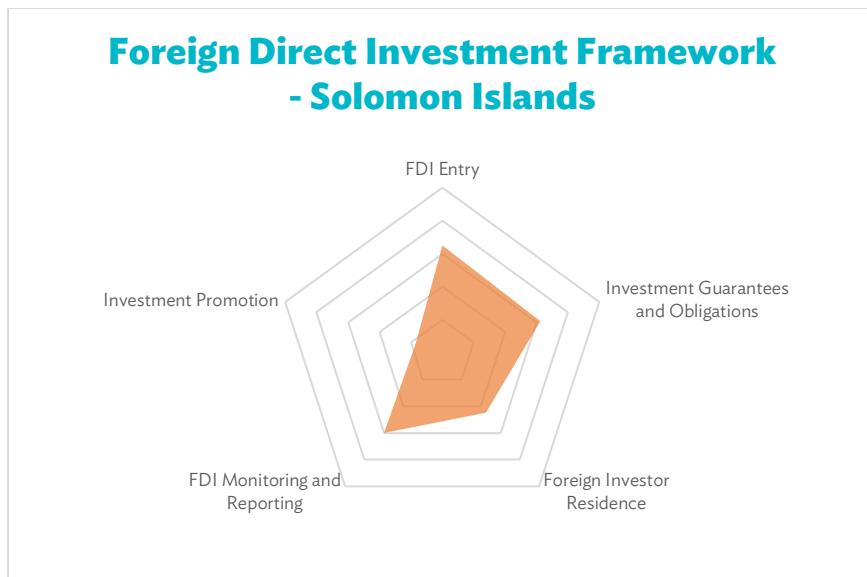 Foreign Direct Investment Framework
- Solomon Islands
FDI Entry
Investment Promotion
Investment Guarantees
and Obligations
FDI Monitoring and
Reporting
Foreign Investor
Residence